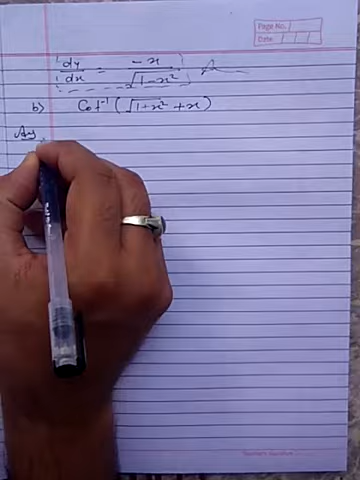 Page No.
Date
dy/dx = -x/√(1-x²)
b) Cot⁻¹(√(1+x²) + x)
Ans